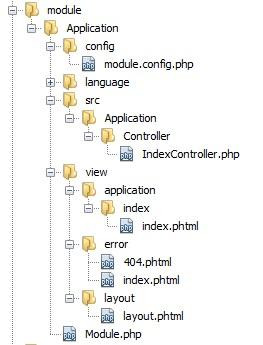 module
Application
config
module.config.php
language
src
Application
Controller
IndexController.php
view
application
index
index.phtml
error
404.phtml
index.phtml
layout
layout.phtml
Module.php